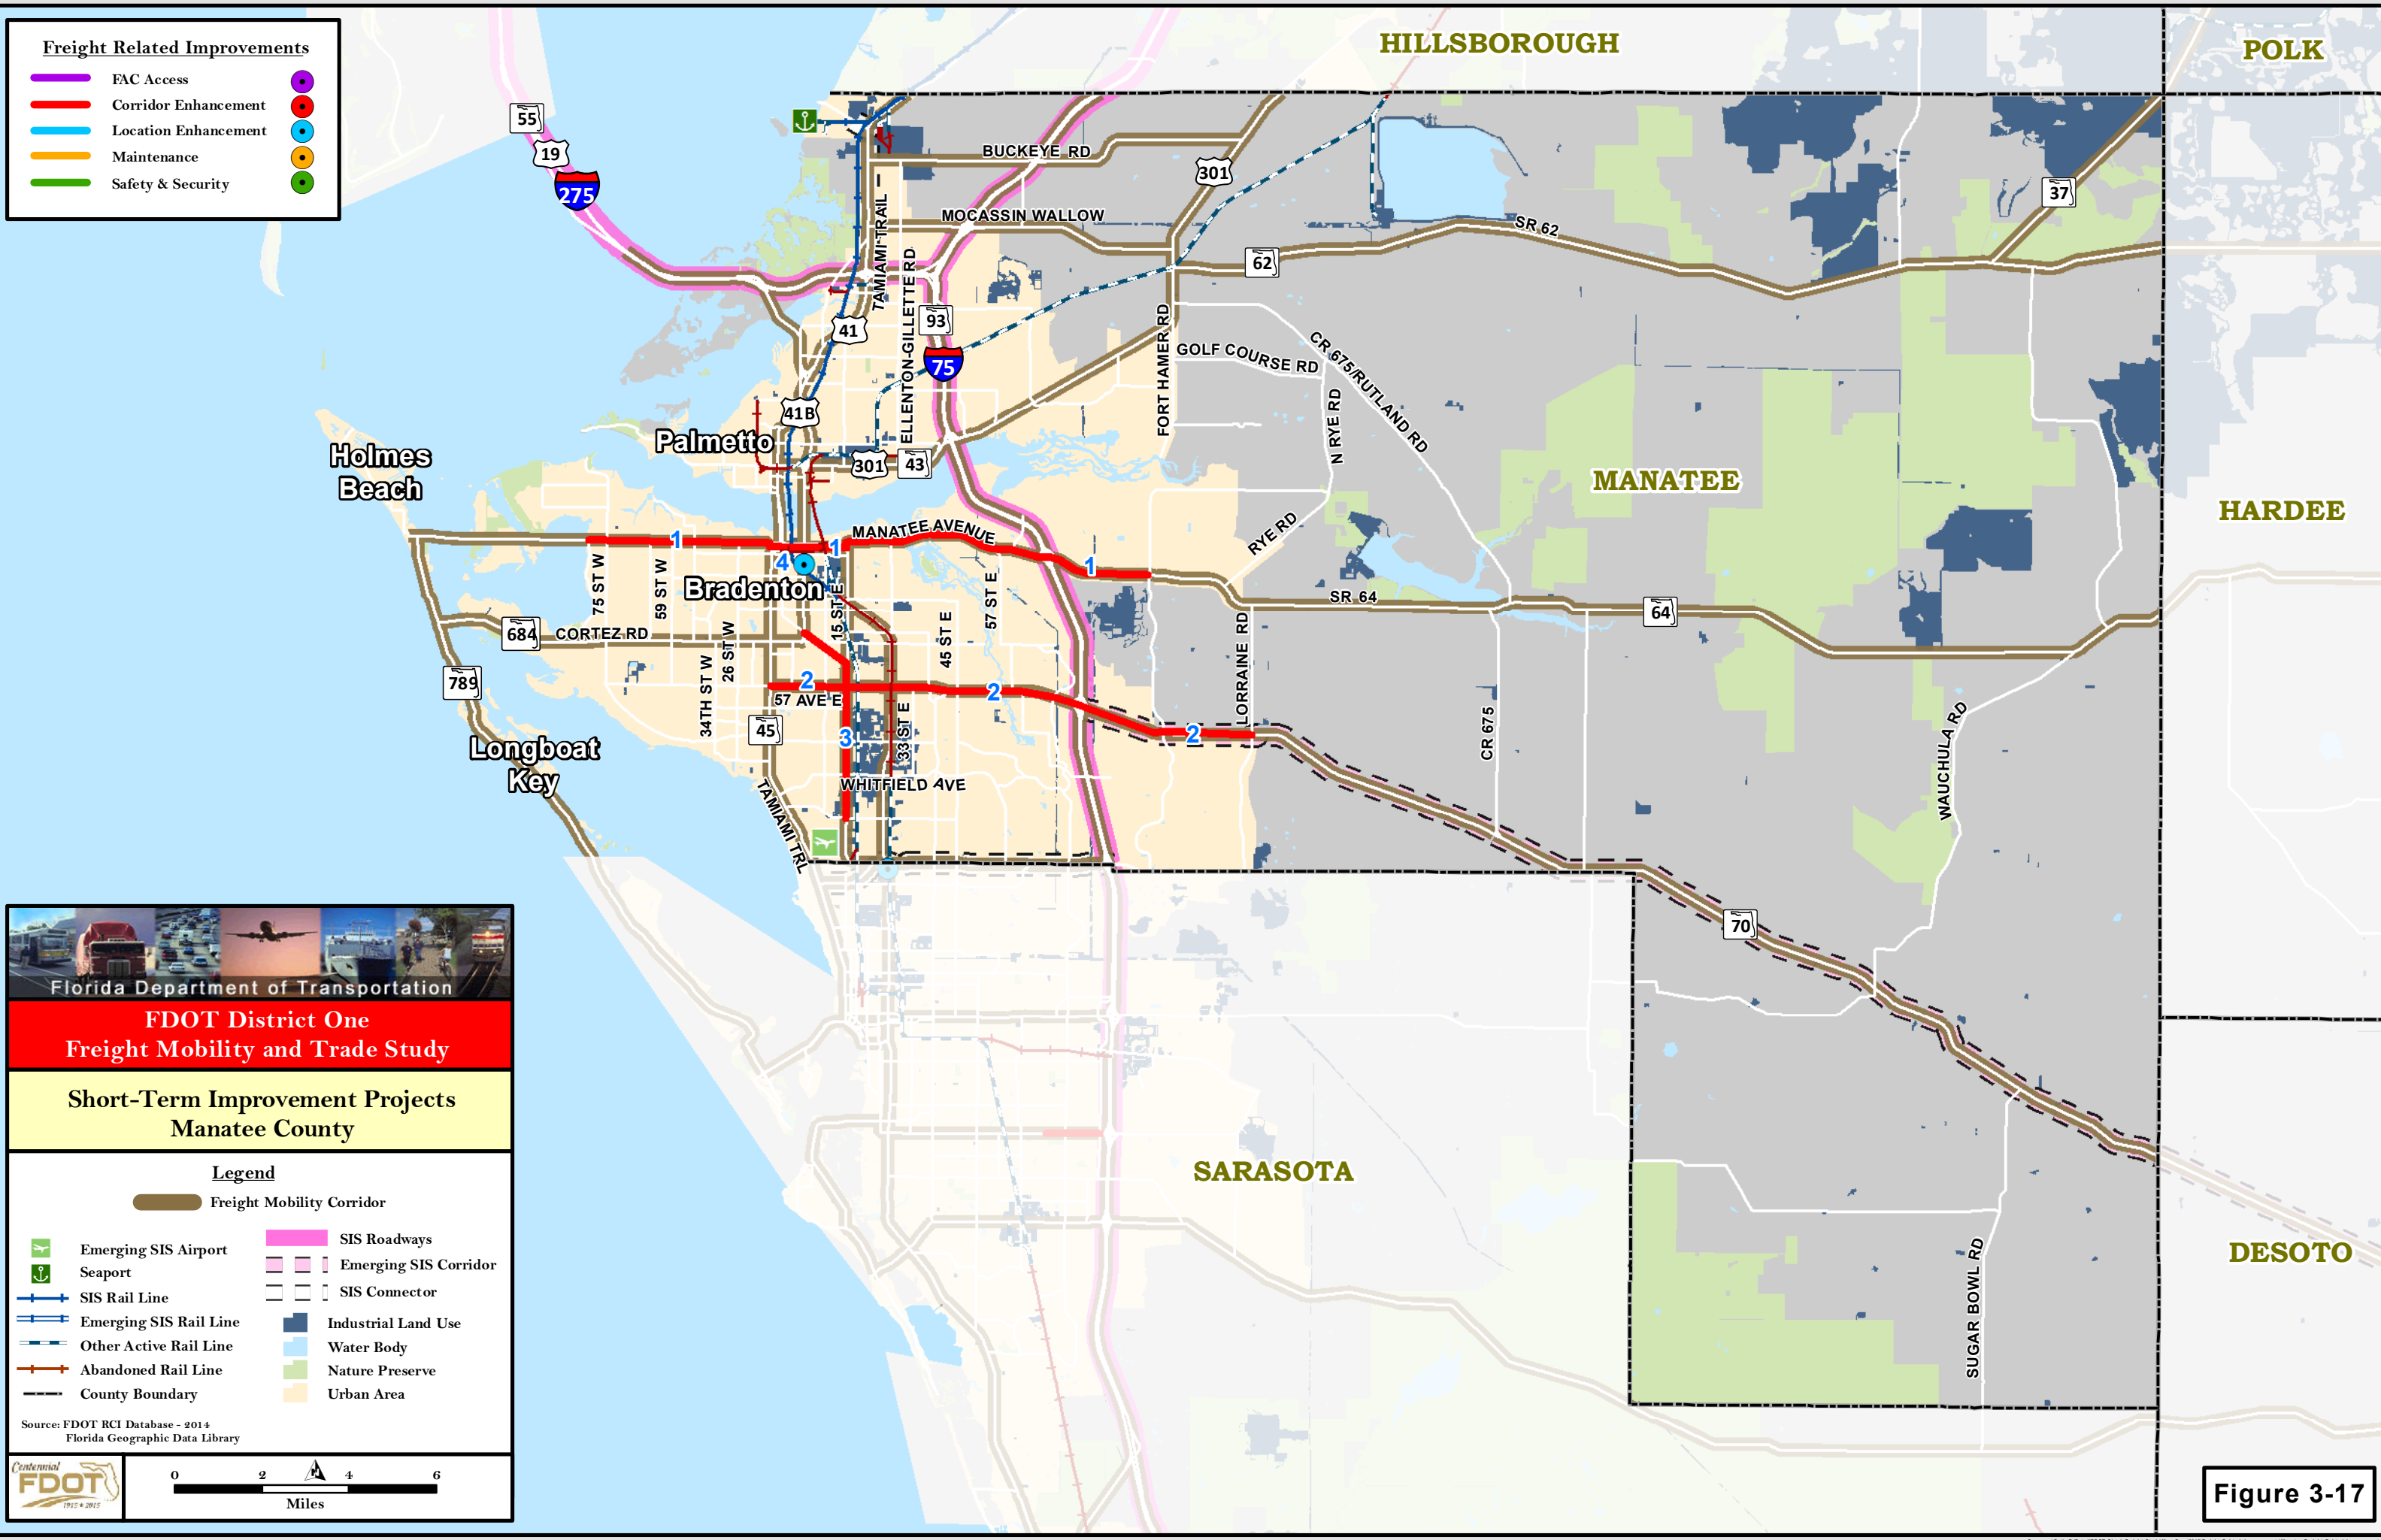 Freight Related Improvements
FAC Access
Corridor Enhancement
Location Enhancement
Maintenance
Safety & Security
HILLSBOROUGH
POLK
55
19
275
BUCKEYE RD
301
37
TAMIAMI TRAIL
MOCASSIN WALLOW
SR 62
62
ELLENTON-GILLETTE RD
41
93
75
FORT HAMER RD
GOLF COURSE RD
CR 675/RUTLAND RD
N RYE RD
41B
Palmetto
301
43
Holmes
Beach
MANATEE
HARDEE
1
1
MANATEE AVENUE
1
RYE RD
4
Bradenton
75 ST W
59 ST W
15 ST E
57 ST E
SR 64
64
684
CORTEZ RD
26 ST W
45 ST E
LORRAINE RD
34TH ST W
789
2
57 AVE E
2
2
45
3
33 ST E
CR 675
WAUCHULA RD
Longboat
Key
WHITFIELD AVE
TAMIAMI TRL
70
SARASOTA
DESOTO
SUGAR BOWL RD
Florida Department of Transportation
FDOT District One
Freight Mobility and Trade Study
Short-Term Improvement Projects
Manatee County
Legend
Freight Mobility Corridor
Emerging SIS Airport
Seaport
SIS Rail Line
Emerging SIS Rail Line
Other Active Rail Line
Abandoned Rail Line
County Boundary
SIS Roadways
Emerging SIS Corridor
SIS Connector
Industrial Land Use
Water Body
Nature Preserve
Urban Area
Source: FDOT RCI Database - 2014
Florida Geographic Data Library
Centennial
FDOT
1915 * 2015
0 2 N 4 6
Miles
Figure 3-17